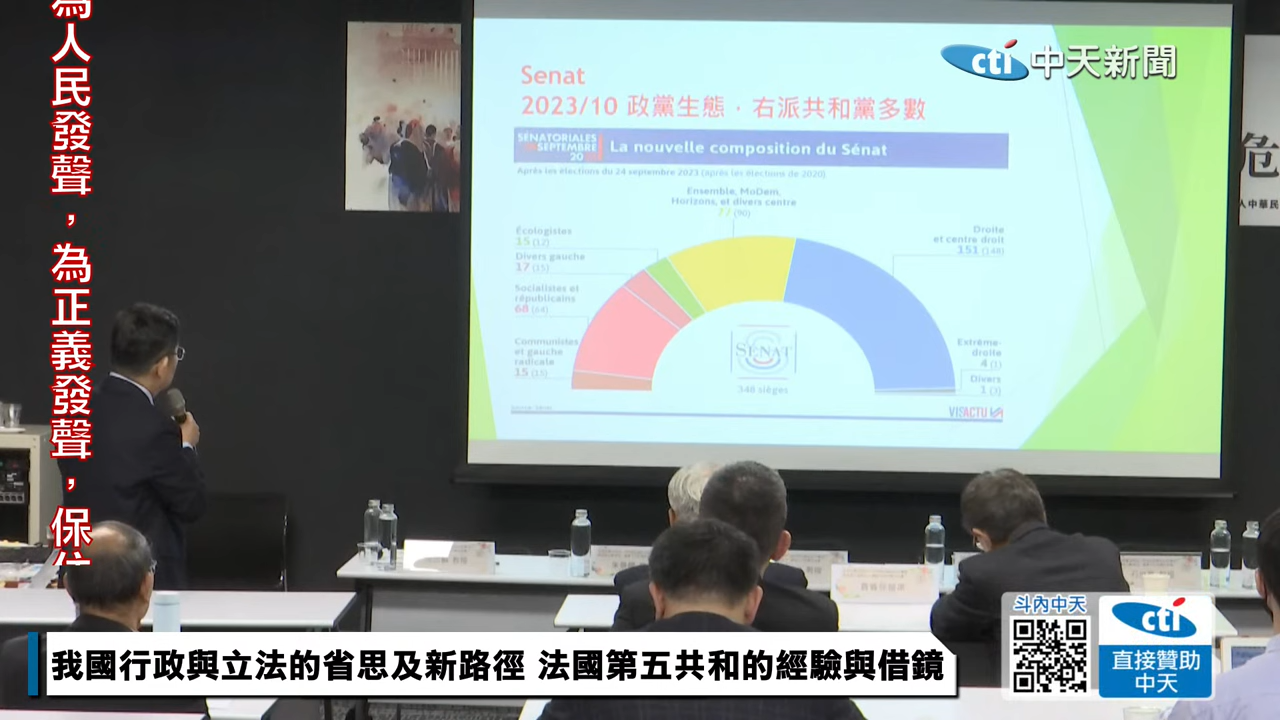 為人民發聲，為正義發聲，保
cti 中天新聞
Senat
2023/10 政黨生態，右派共和黨多數
SÉNATORIALES
SEPTEMBRE
20
La nouvelle composition du Sénat
Après les élections du 24 septembre 2023 (après les élections de 2020)
Ensemble, MoDem,
Horizons, et divers centre
77 (90)
Écologistes
15 (12)
Divers gauche
17 (15)
Socialistes et
républicains
68 (64)
Communistes
et gauche
radicale
15 (15)
Droite
et centre droit
151 (148)
Extrême-
droite
4 (1)
Divers
1 (3)
SÉNAT
348 sièges
VISACTU
危
人中華民
斗內中天
cti
直接贊助
中天
我國行政與立法的省思及新路徑 法國第五共和的經驗與借鏡